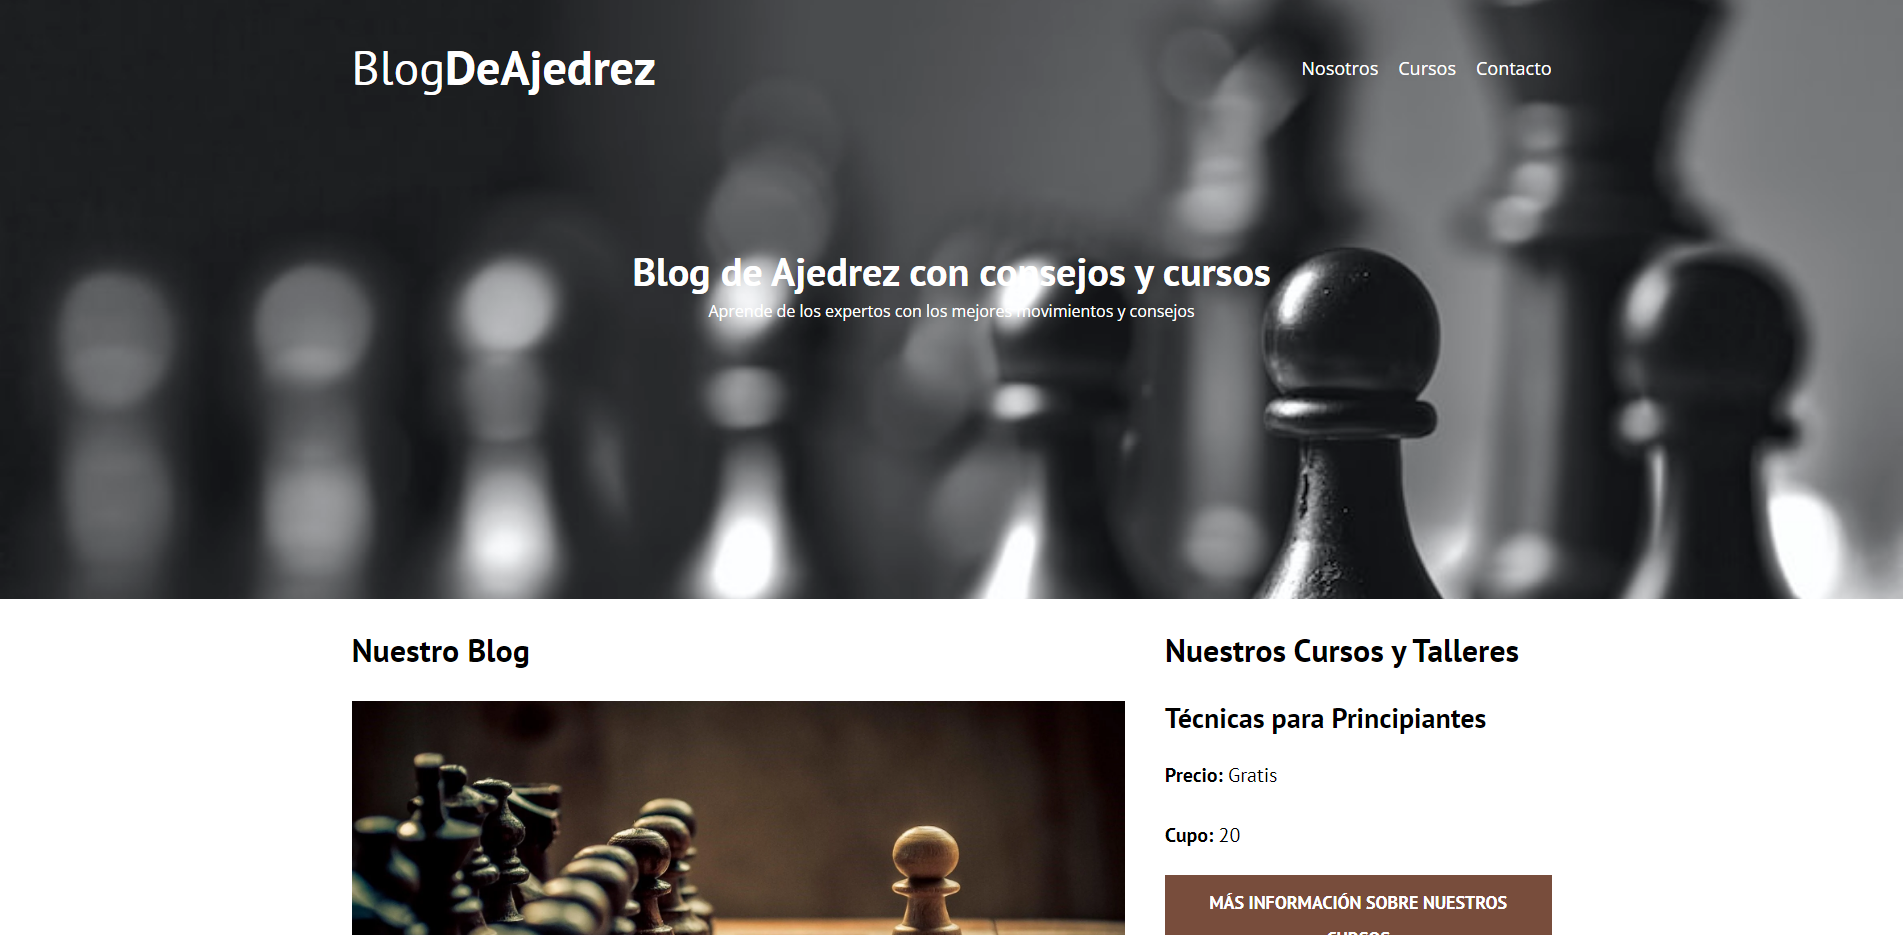 BlogDeAjedrez
Nosotros Cursos Contacto
Blog de Ajedrez con consejos y cursos
Aprende de los expertos con los mejores movimientos y consejos
Nuestro Blog
Nuestros Cursos y Talleres
Técnicas para Principiantes
Precio: Gratis
Cupo: 20
MÁS INFORMACIÓN SOBRE NUESTROS
CURSOS